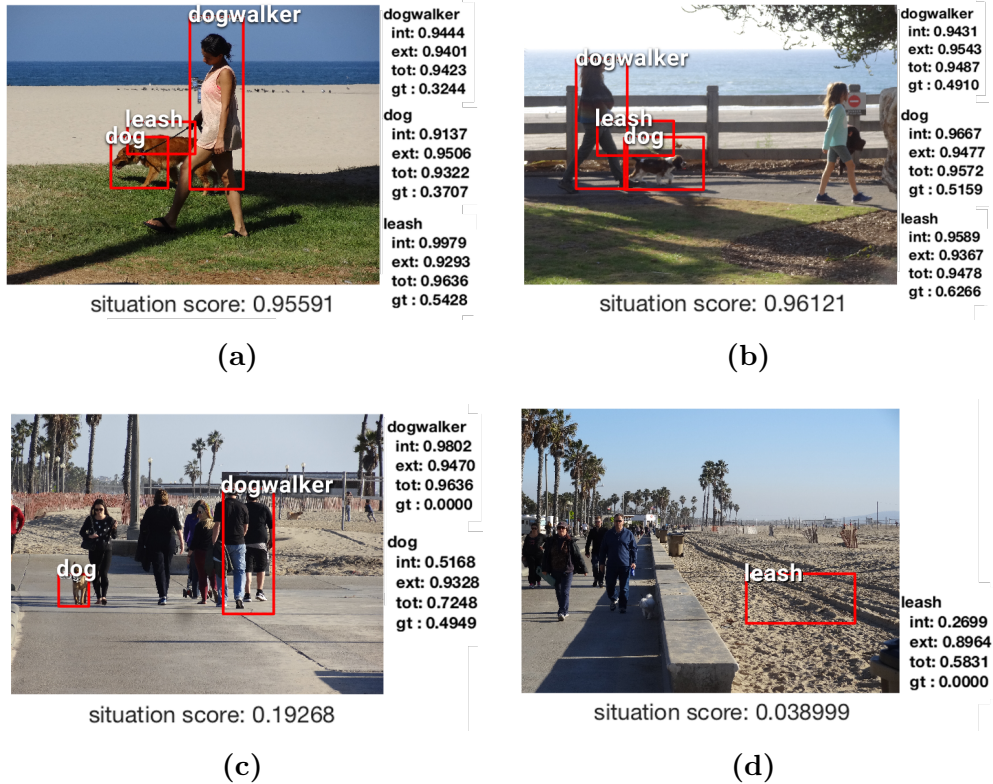 dogwalker
leash
dog
situation score: 0.95591
dogwalker
int: 0.9444
ext: 0.9401
tot: 0.9423
gt : 0.3244
dog
int: 0.9137
ext: 0.9506
tot: 0.9322
gt : 0.3707
leash
int: 0.9979
ext: 0.9293
tot: 0.9636
gt : 0.5428
(a)
dogwalker
leash
dog
situation score: 0.96121
dogwalker
int: 0.9431
ext: 0.9543
tot: 0.9487
gt : 0.4910
dog
int: 0.9667
ext: 0.9477
tot: 0.9572
gt : 0.5159
leash
int: 0.9589
ext: 0.9367
tot: 0.9478
gt : 0.6266
(b)
dogwalker
dog
situation score: 0.19268
dogwalker
int: 0.9802
ext: 0.9470
tot: 0.9636
gt : 0.0000
dog
int: 0.5168
ext: 0.9328
tot: 0.7248
gt : 0.4949
(c)
leash
situation score: 0.038999
leash
int: 0.2699
ext: 0.8964
tot: 0.5831
gt : 0.0000
(d)